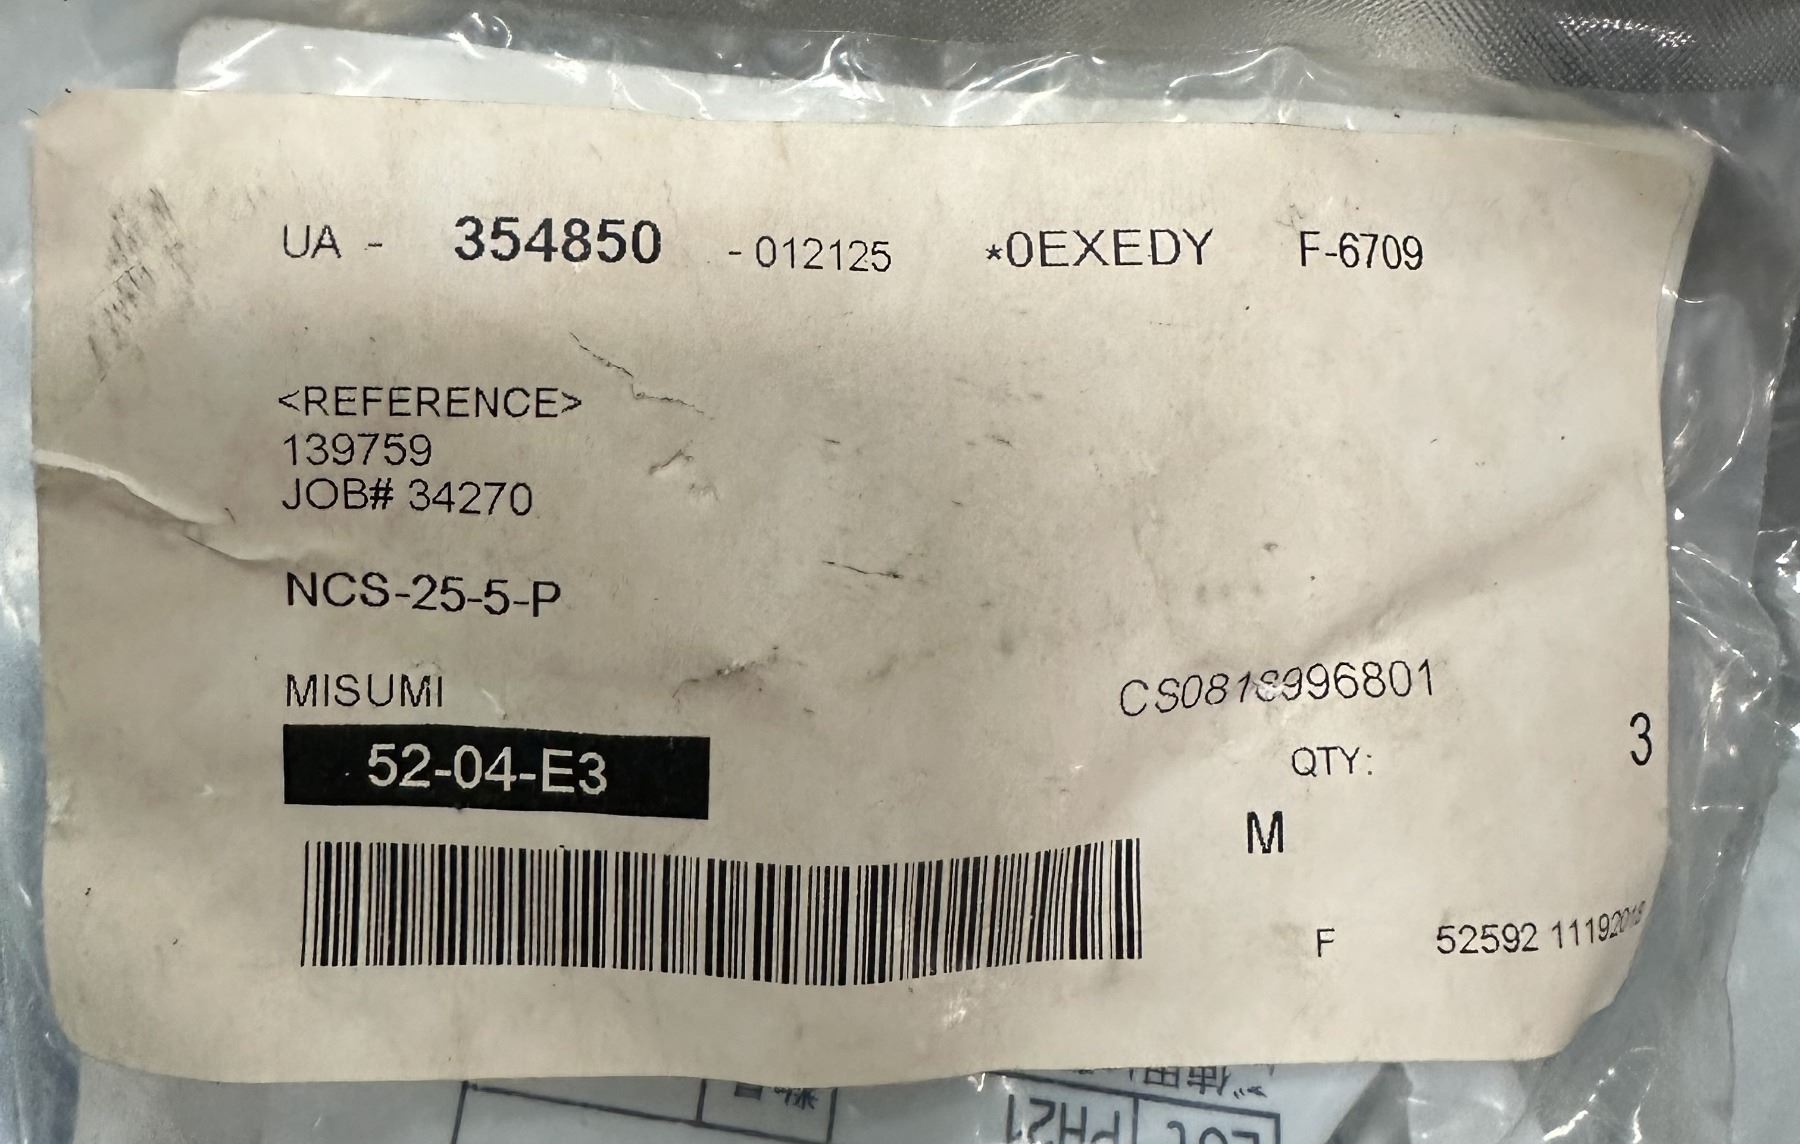 UA - 354850 - 012125 *0EXEDY F-6709
<REFERENCE>
139759
JOB# 34270
NCS-25-5-P
MISUMI
52-04-E3
QTY: 3
M
F 52592